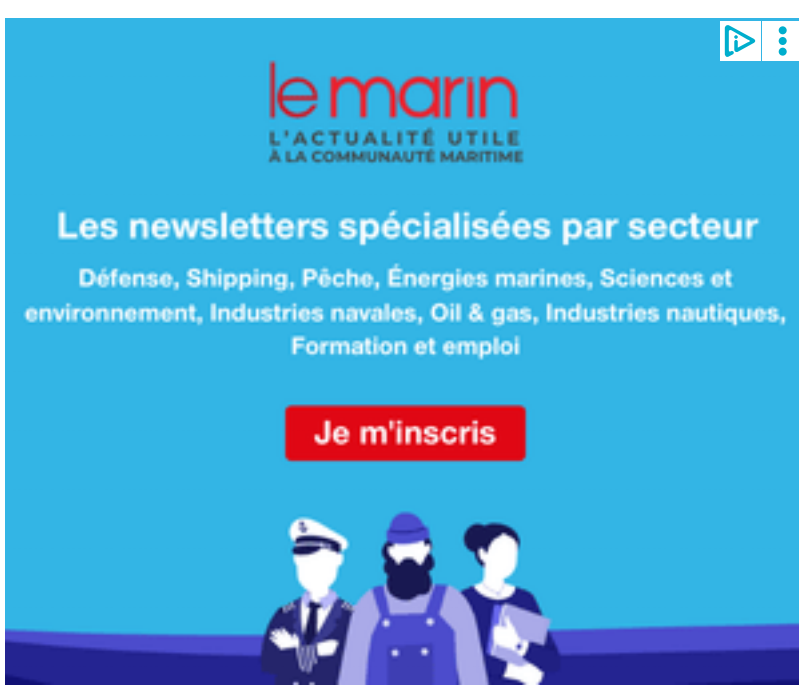 le marin
L'ACTUALITÉ UTILE
À LA COMMUNAUTÉ MARITIME
Les newsletters spécialisées par secteur
Défense, Shipping, Pêche, Énergies marines, Sciences et
environnement, Industries navales, Oil & gas, Industries nautiques,
Formation et emploi
Je m'inscris